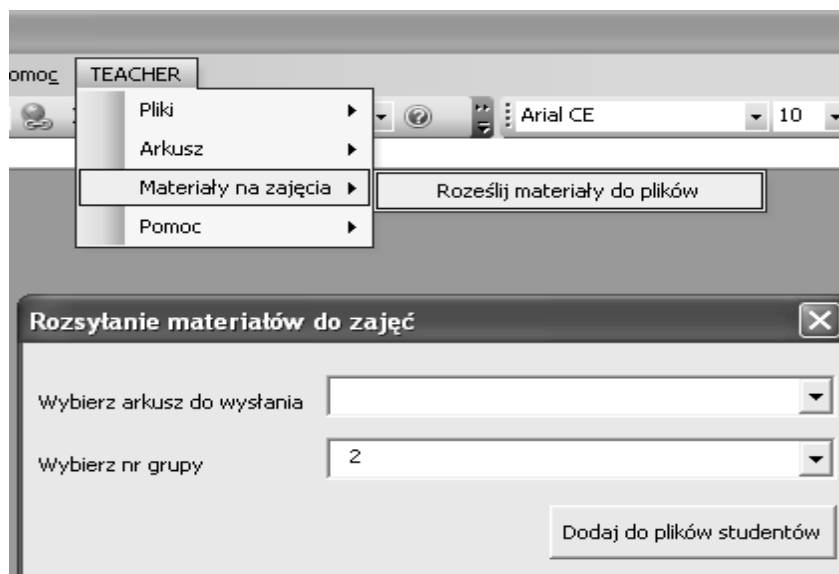 omoc TEACHER
Pliki
Arial CE 10
Arkusz
Materiały na zajęcia Roześlij materiały do plików
Pomoc
Rozsyłanie materiałów do zajęć
Wybierz arkusz do wysłania
Wybierz nr grupy 2
Dodaj do plików studentów